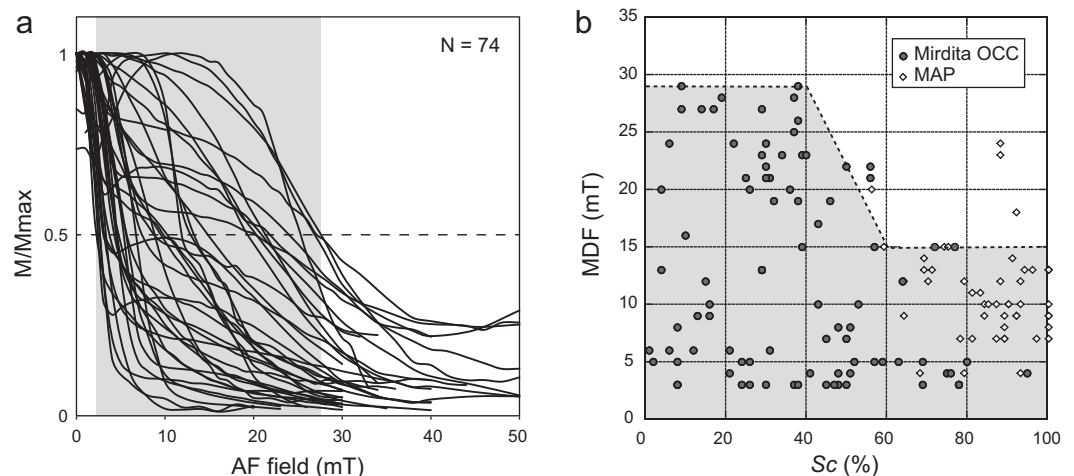 a
N = 74
1
0.5
0
M/Mmax
0 10 20 30 40 50
AF field (mT)
b
35
30
25
20
15
10
5
0
MDF (mT)
Mirdita OCC
MAP
0 20 40 60 80 100
Sc (%)